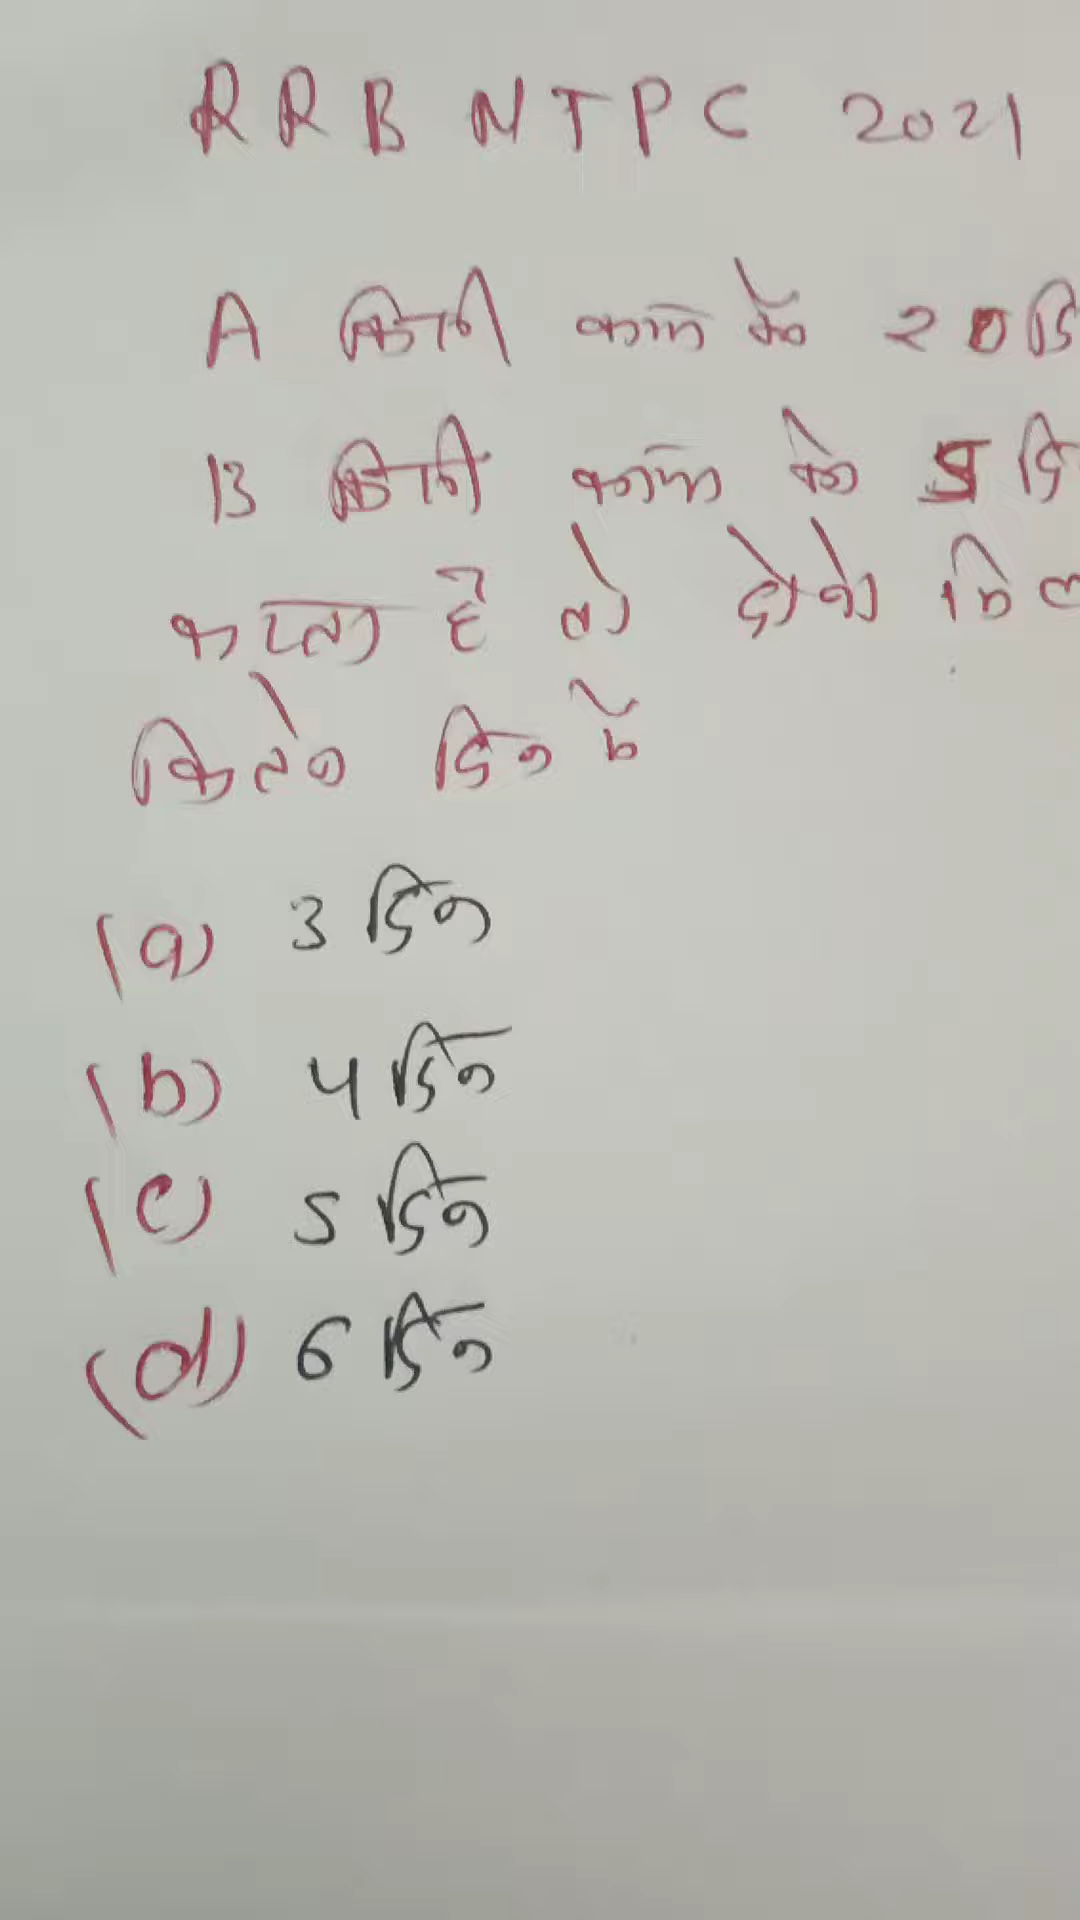 RRB NTPC 2021
A किसी काम के 20 दि
B किसी काम के 5 दि
करता है तो दोनो मिल
कितने दिन में
(a) 3 दिन
(b) 4 दिन
(c) 5 दिन
(d) 6 दिन